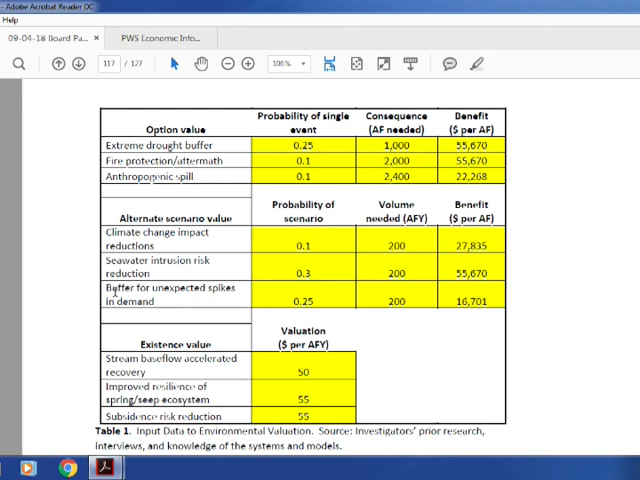 - Adobe Acrobat Reader DC
Help
09-04-18 Board Pa... × PWS Economic Info...
117 / 127 106%
Option value Probability of single event Consequence (AF needed) Benefit ($ per AF)
Extreme drought buffer 0.25 1,000 55,670
Fire protection/aftermath 0.1 2,000 55,670
Anthropogenic spill 0.1 2,400 22,268
Alternate scenario value Probability of scenario Volume needed (AFY) Benefit ($ per AF)
Climate change impact
reductions 0.1 200 27,835
Seawater intrusion risk
reduction 0.3 200 55,670
Buffer for unexpected spikes
in demand 0.25 200 16,701
Existence value Valuation ($ per AFY)
Stream baseflow accelerated
recovery 50
Improved resilience of
spring/seep ecosystem 55
Subsidence risk reduction 55
Table 1. Input Data to Environmental Valuation. Source: Investigators' prior research,
interviews, and knowledge of the systems and models.